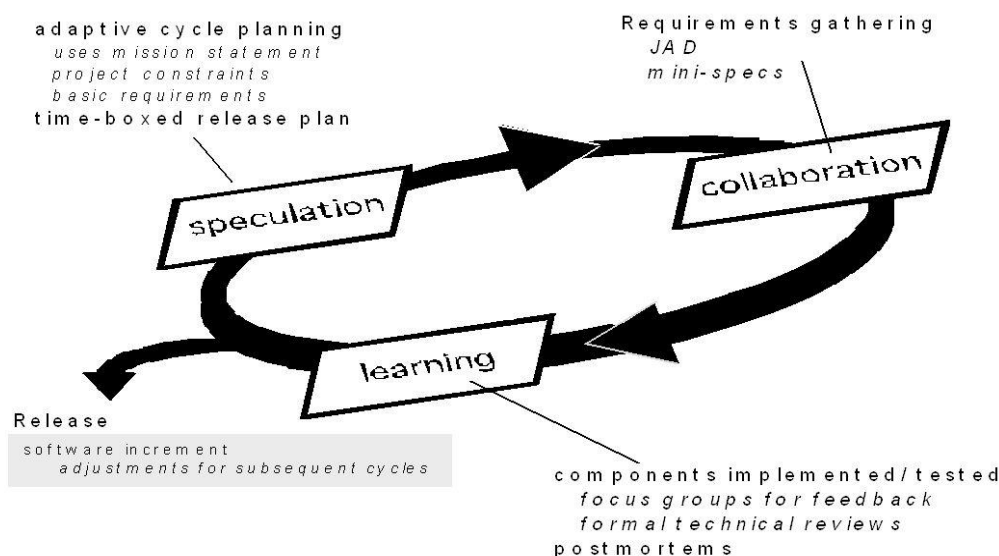 adaptive cycle planning
uses mission statement
project constraints
basic requirements
time-boxed release plan
Requirements gathering
JAD
mini-specs
speculation
collaboration
learning
Release
software increment
adjustments for subsequent cycles
components implemented/tested
focus groups for feedback
formal technical reviews
postmortems